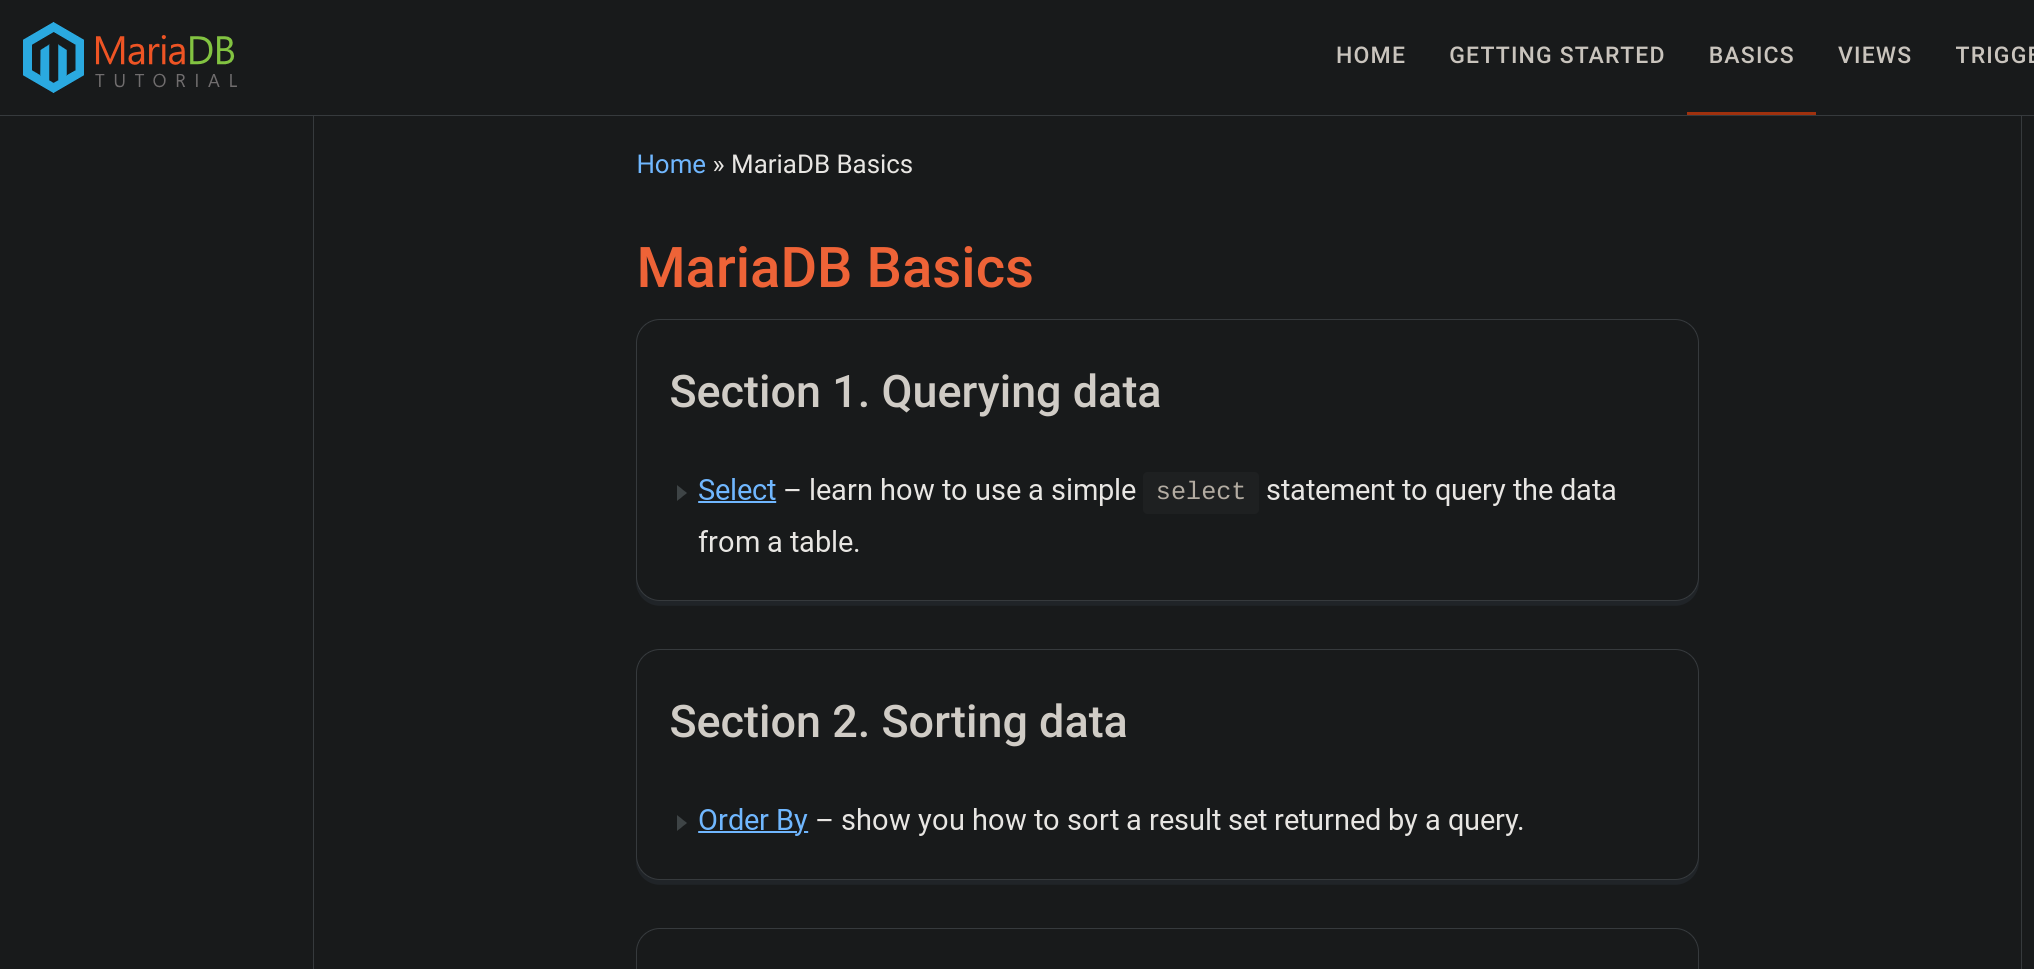 MariaDB
TUTORIAL
HOME GETTING STARTED BASICS VIEWS TRIGGE
Home » MariaDB Basics
MariaDB Basics
Section 1. Querying data
Select – learn how to use a simple select statement to query the data
from a table.
Section 2. Sorting data
Order By – show you how to sort a result set returned by a query.